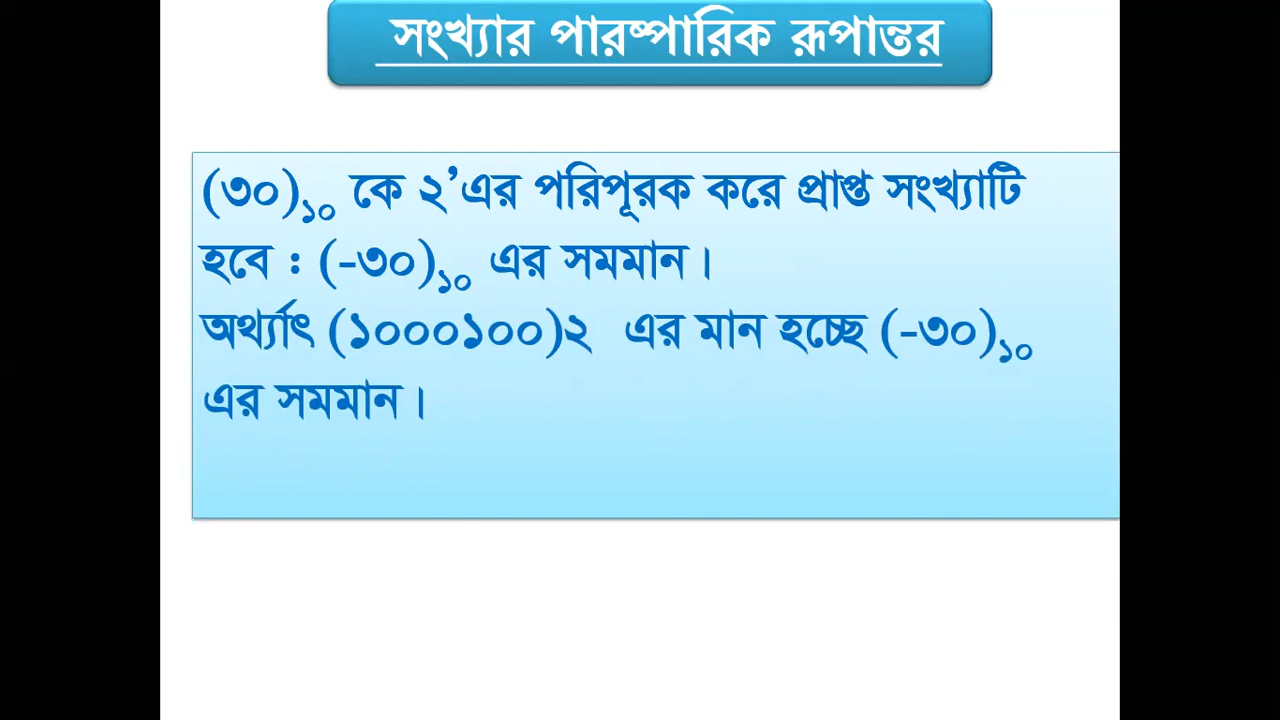 সংখ্যার পারষ্পারিক রূপান্তর
(৩০)১০ কে ২’এর পরিপূরক করে প্রাপ্ত সংখ্যাটি
হবে : (-৩০)১০ এর সমমান।
অর্থ্যাৎ (১০০০১০০)২ এর মান হচ্ছে (-৩০)১০
এর সমমান।